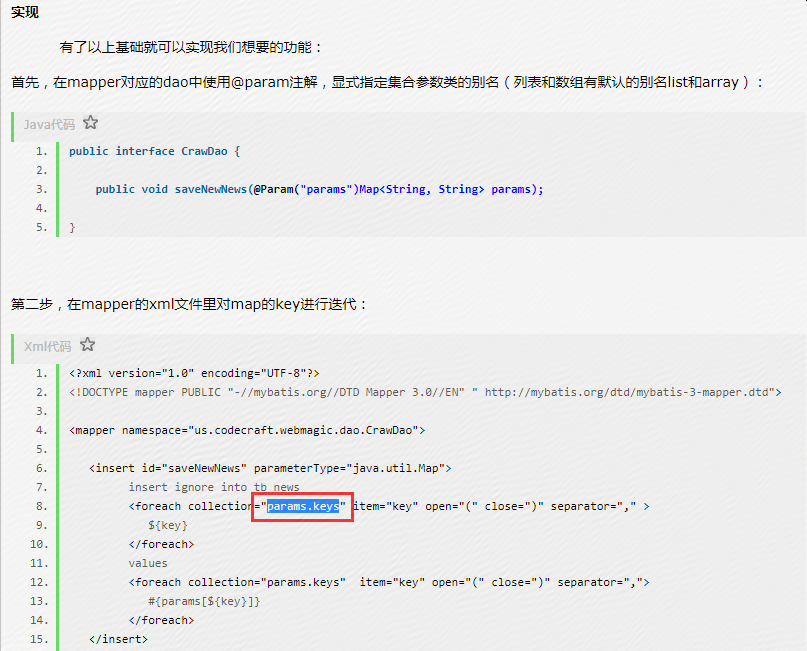 实现
有了以上基础就可以实现我们想要的功能：
首先，在mapper对应的dao中使用@param注解，显式指定集合参数类的别名（列表和数组有默认的别名list和array）：
Java代码
1. public interface CrawDao {
2.
3. public void saveNewNews(@Param("params")Map<String, String> params);
4.
5. }
第二步，在mapper的xml文件里对map的key进行迭代：
Xml代码
1. <?xml version="1.0" encoding="UTF-8"?>
2. <!DOCTYPE mapper PUBLIC "-//mybatis.org//DTD Mapper 3.0//EN" " http://mybatis.org/dtd/mybatis-3-mapper.dtd">
3.
4. <mapper namespace="us.codecraft.webmagic.dao.CrawDao">
5.
6. <insert id="saveNewNews" parameterType="java.util.Map">
7. insert ignore into tb_news
8. <foreach collection="params.keys" item="key" open="(" close=")" separator="," >
9. ${key}
10. </foreach>
11. values
12. <foreach collection="params.keys"  item="key" open="(" close=")" separator=",">
13. #{params[${key}]}
14. </foreach>
15. </insert>